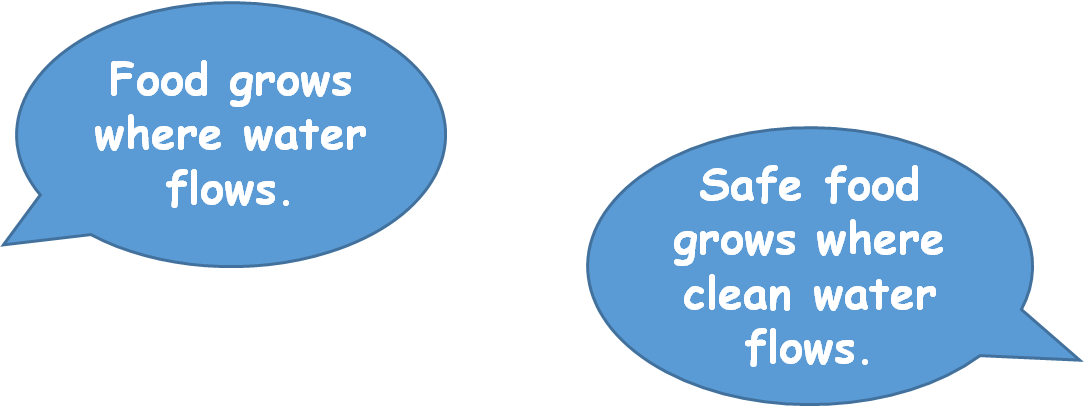 Food grows
where water
flows.
Safe food
grows where
clean water
flows.